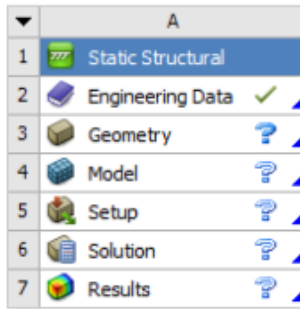 A
1 Static Structural
2 Engineering Data
3 Geometry ?
4 Model ?
5 Setup ?
6 Solution ?
7 Results ?